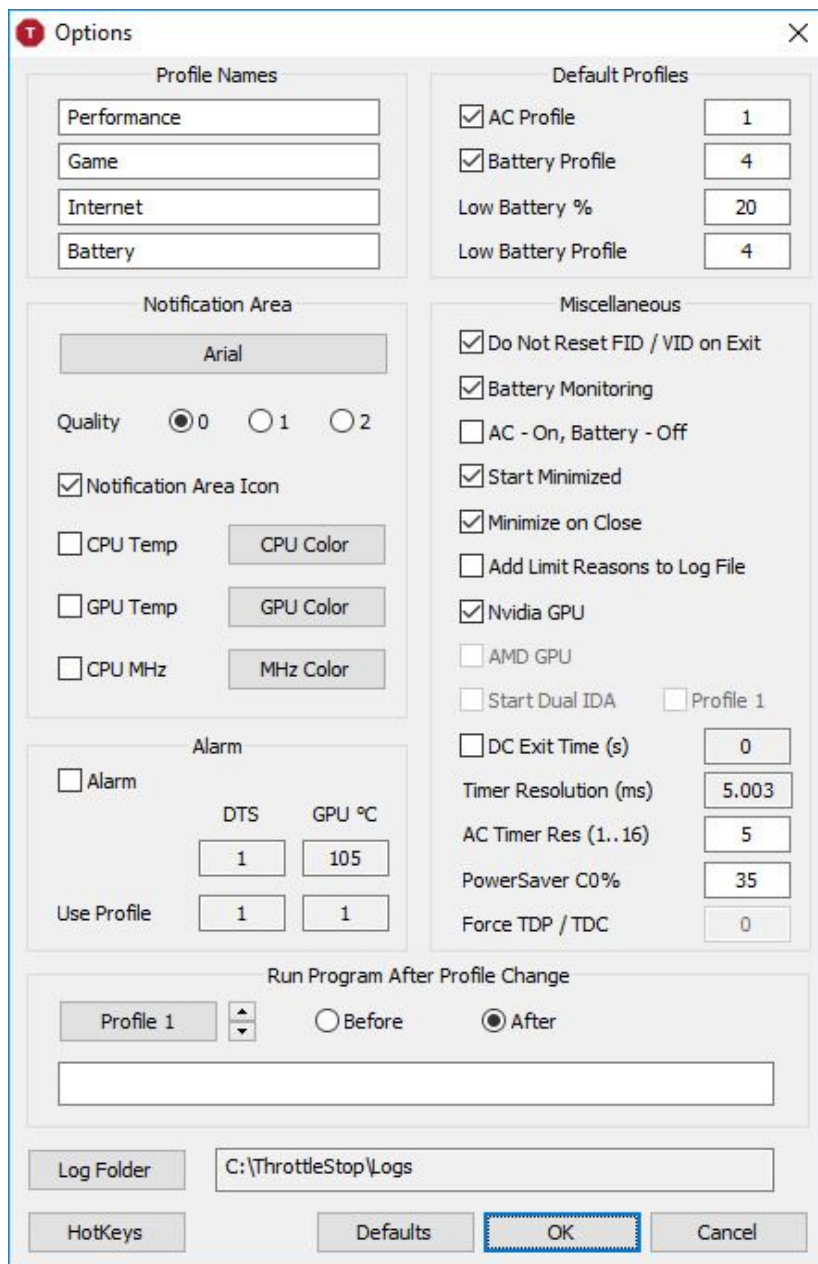 T Options
Profile Names
Performance
Game
Internet
Battery
Default Profiles
AC Profile 1
Battery Profile 4
Low Battery % 20
Low Battery Profile 4
Notification Area
Arial
Quality 0 1 2
Notification Area Icon
CPU Temp CPU Color
GPU Temp GPU Color
CPU MHz MHz Color
Miscellaneous
Do Not Reset FID / VID on Exit
Battery Monitoring
AC - On, Battery - Off
Start Minimized
Minimize on Close
Add Limit Reasons to Log File
Nvidia GPU
AMD GPU
Start Dual IDA Profile 1
DC Exit Time (s) 0
Timer Resolution (ms) 5.003
AC Timer Res (1..16) 5
PowerSaver C0% 35
Force TDP / TDC 0
Alarm
Alarm
DTS GPU ºC
1 105
Use Profile 1 1
Run Program After Profile Change
Profile 1 Before After
Log Folder C:\ThrottleStop\Logs
HotKeys Defaults OK Cancel